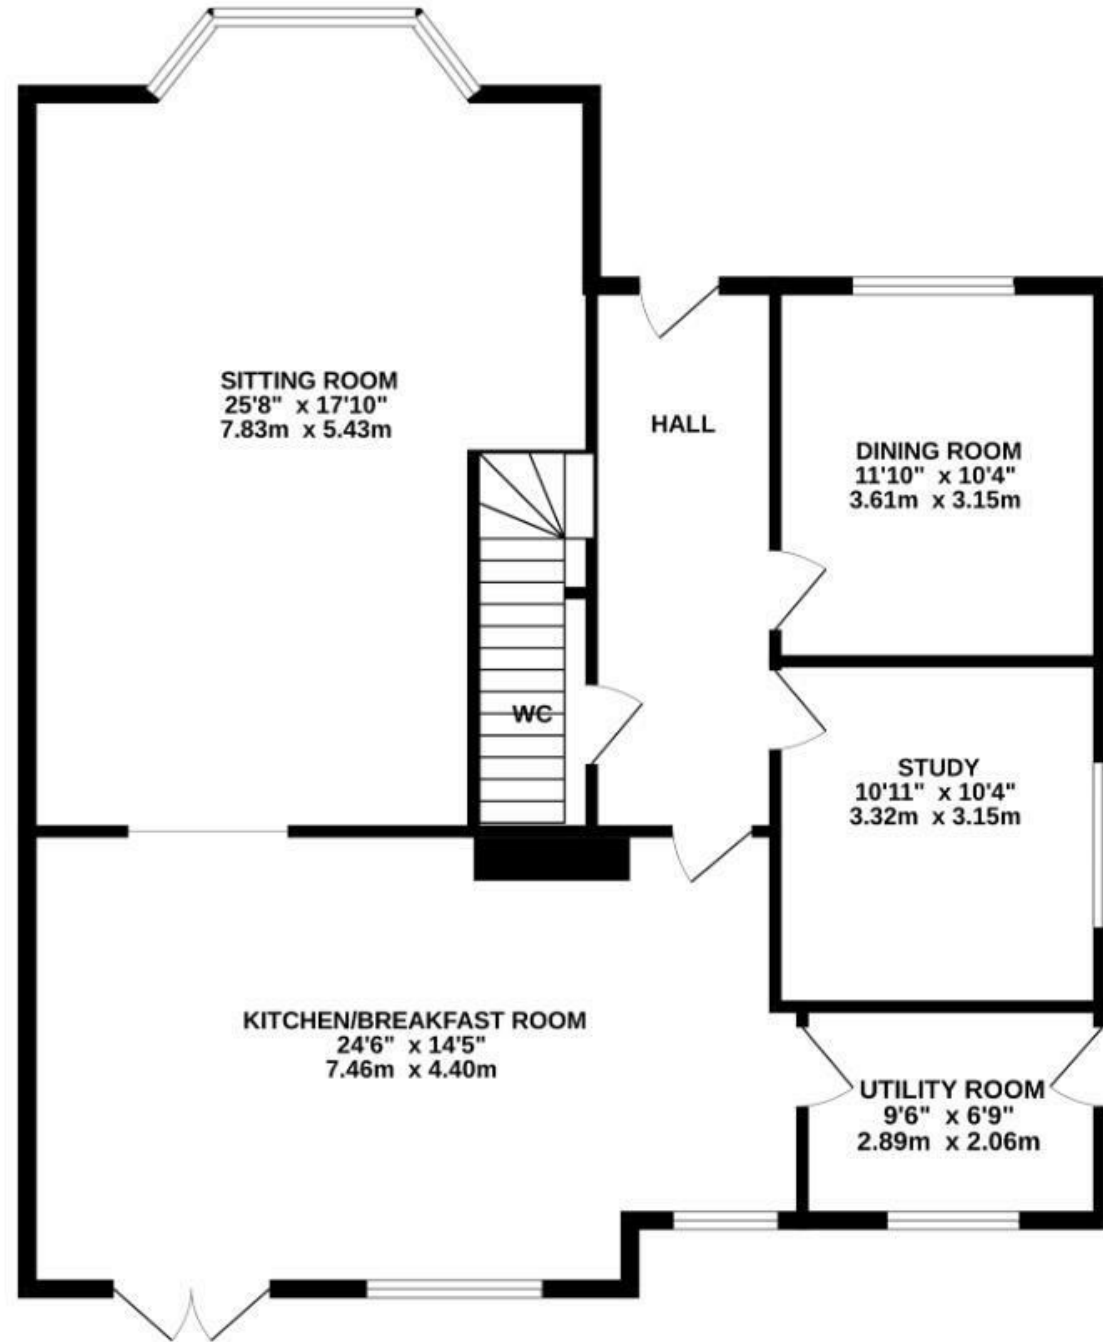 SITTING ROOM
25'8" x 17'10"
7.83m x 5.43m
HALL
DINING ROOM
11'10" x 10'4"
3.61m x 3.15m
WC
STUDY
10'11" x 10'4"
3.32m x 3.15m
KITCHEN/BREAKFAST ROOM
24'6" x 14'5"
7.46m x 4.40m
UTILITY ROOM
9'6" x 6'9"
2.89m x 2.06m